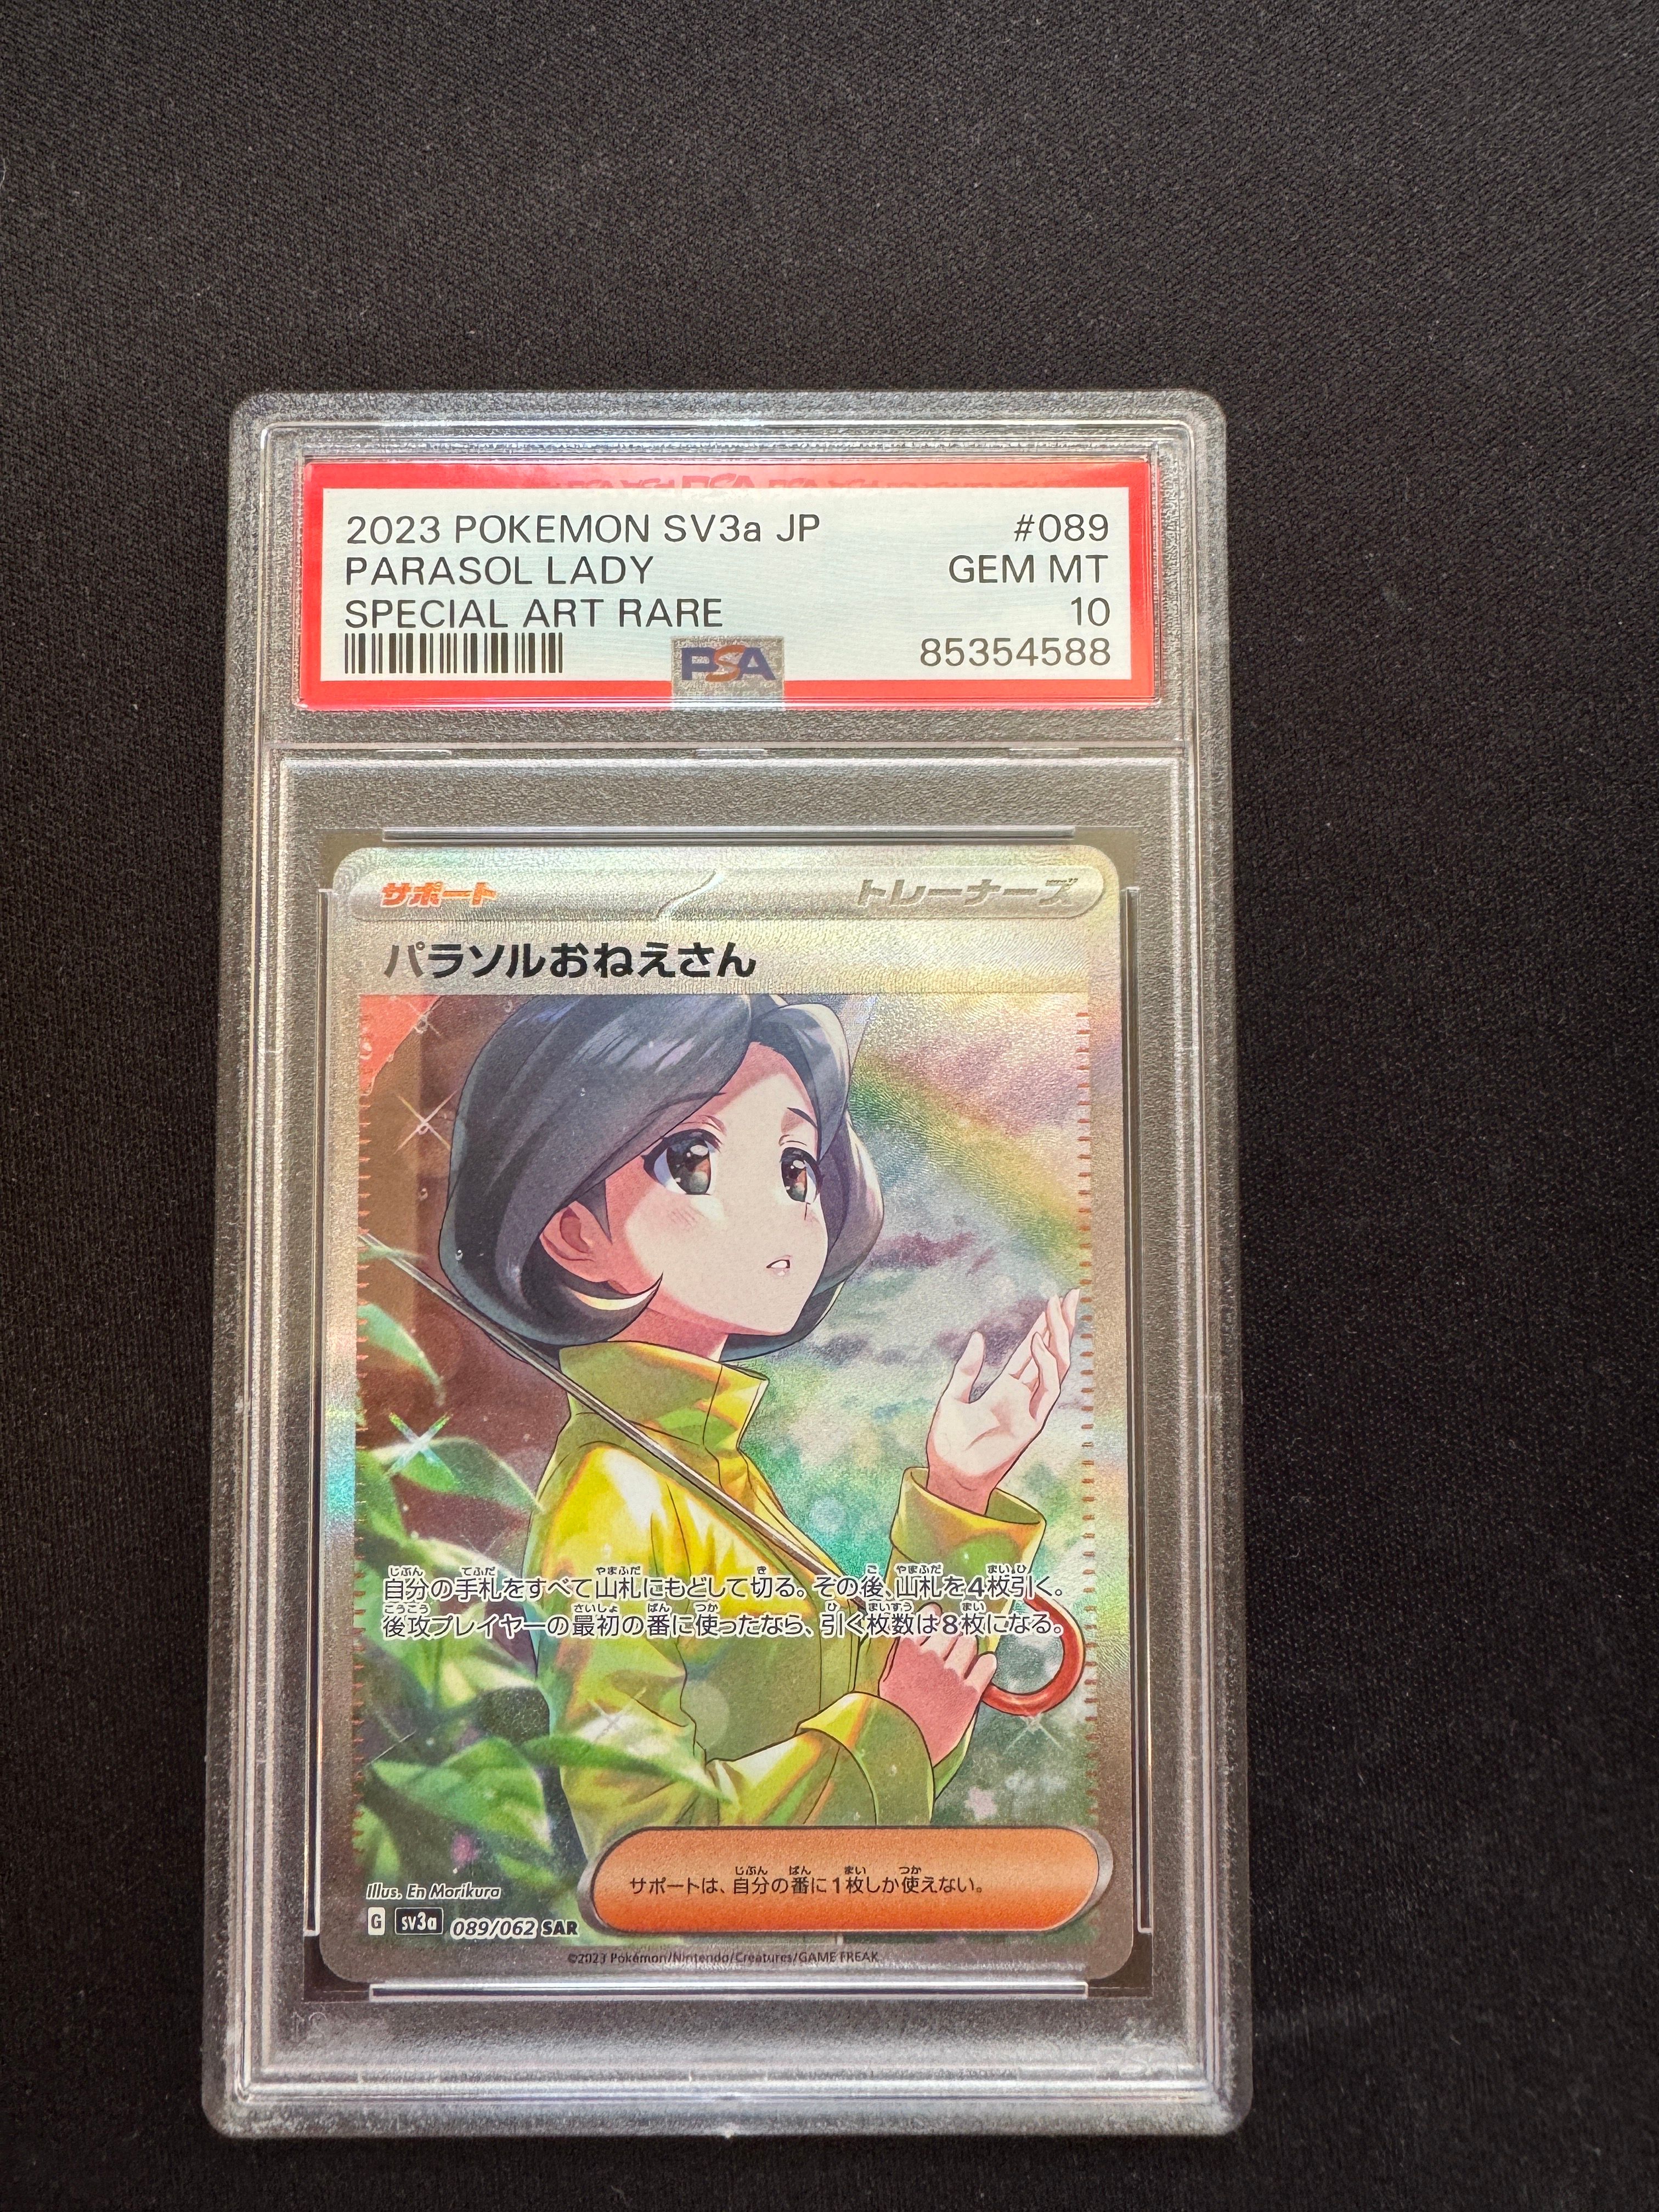 2023 POKEMON SV3a JP #089
PARASOL LADY GEM MT
SPECIAL ART RARE 10
PSA 85354588
サポート トレーナーズ
パラソルおねえさん
自分の手札をすべて山札にもどして切る。その後、山札を4枚引く。
後攻プレイヤーの最初の番に使ったなら、引く枚数は8枚になる。
サポートは、自分の番に1枚しか使えない。
Illus. En Morikura
G sv3a 089/062 SAR
©2023 Pokémon/Nintendo/Creatures/GAME FREAK